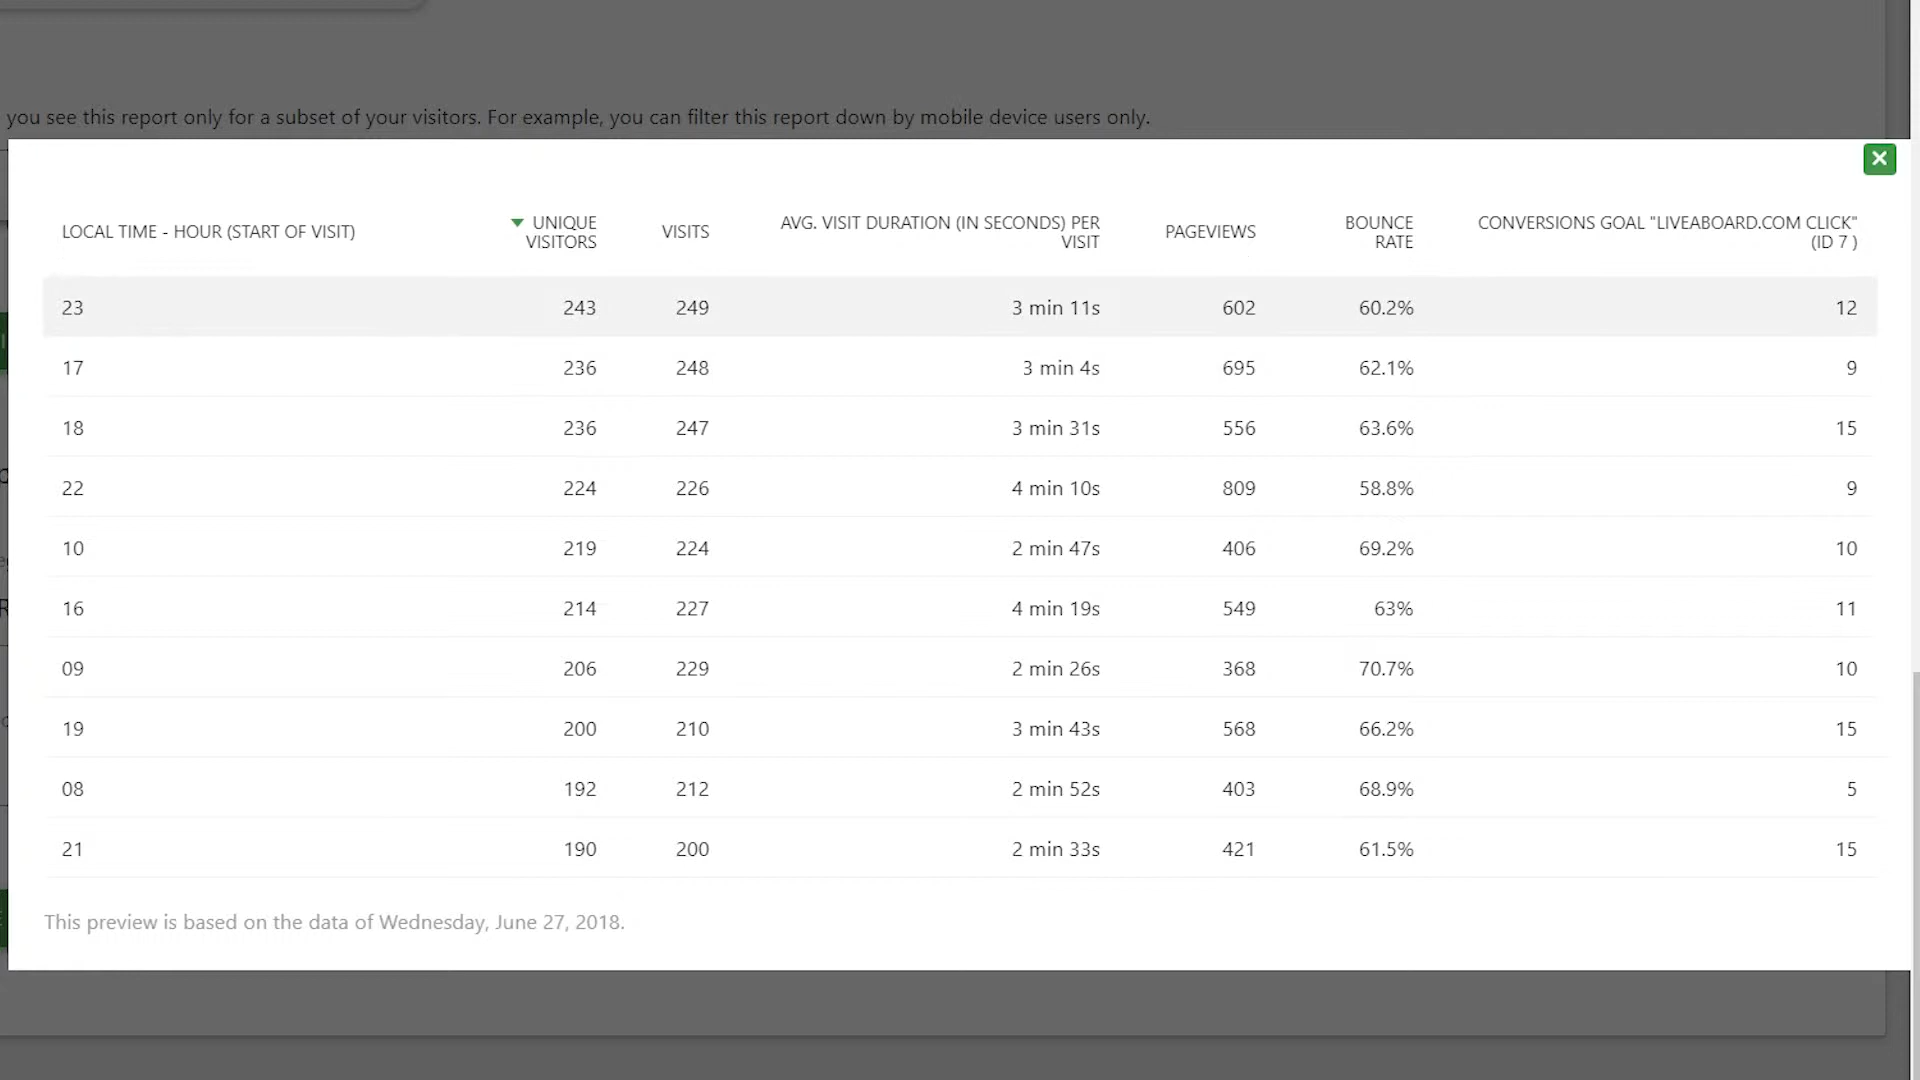 you see this report only for a subset of your visitors. For example, you can filter this report down by mobile device users only.
LOCAL TIME - HOUR (START OF VISIT) UNIQUE VISITORS VISITS AVG. VISIT DURATION (IN SECONDS) PER VISIT PAGEVIEWS BOUNCE RATE CONVERSIONS GOAL "LIVEABOARD.COM CLICK" (ID 7 )
23 243 249 3 min 11s 602 60.2% 12
17 236 248 3 min 4s 695 62.1% 9
18 236 247 3 min 31s 556 63.6% 15
22 224 226 4 min 10s 809 58.8% 9
10 219 224 2 min 47s 406 69.2% 10
16 214 227 4 min 19s 549 63% 11
09 206 229 2 min 26s 368 70.7% 10
19 200 210 3 min 43s 568 66.2% 15
08 192 212 2 min 52s 403 68.9% 5
21 190 200 2 min 33s 421 61.5% 15
This preview is based on the data of Wednesday, June 27, 2018.